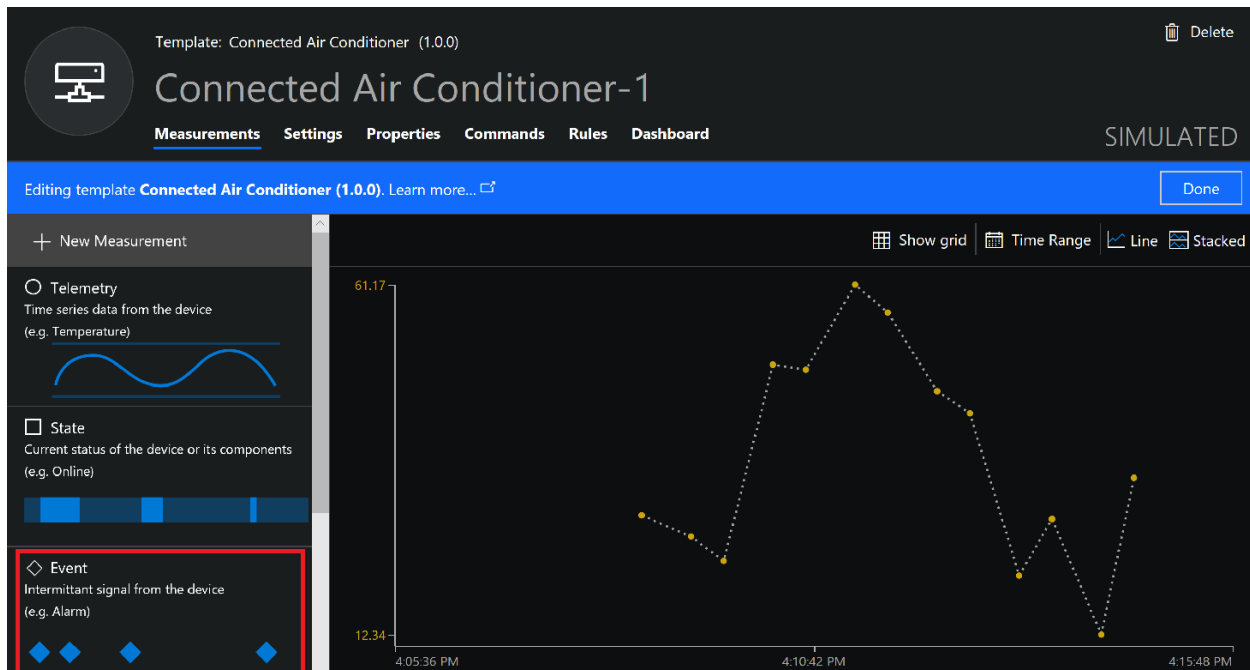 Template: Connected Air Conditioner (1.0.0)
Delete
Connected Air Conditioner-1
Measurements Settings Properties Commands Rules Dashboard
SIMULATED
Editing template Connected Air Conditioner (1.0.0). Learn more...
Done
New Measurement
Show grid Time Range Line Stacked
Telemetry
Time series data from the device
(e.g. Temperature)
State
Current status of the device or its components
(e.g. Online)
Event
Intermittant signal from the device
(e.g. Alarm)
61.17
12.34
4:05:36 PM 4:10:42 PM 4:15:48 PM